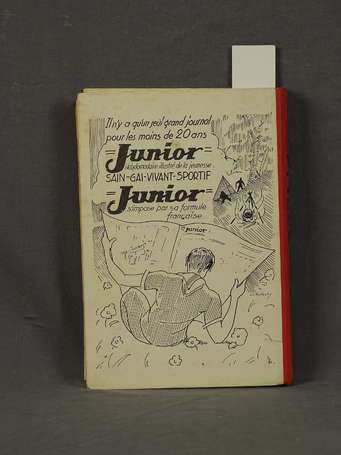 Il n'y a qu'un seul grand journal
pour les moins de 20 ans
Junior
hebdomadaire illustré de la jeunesse
SAIN-GAI-VIVANT-SPORTIF
Junior
s'impose par sa formule
française
Junior